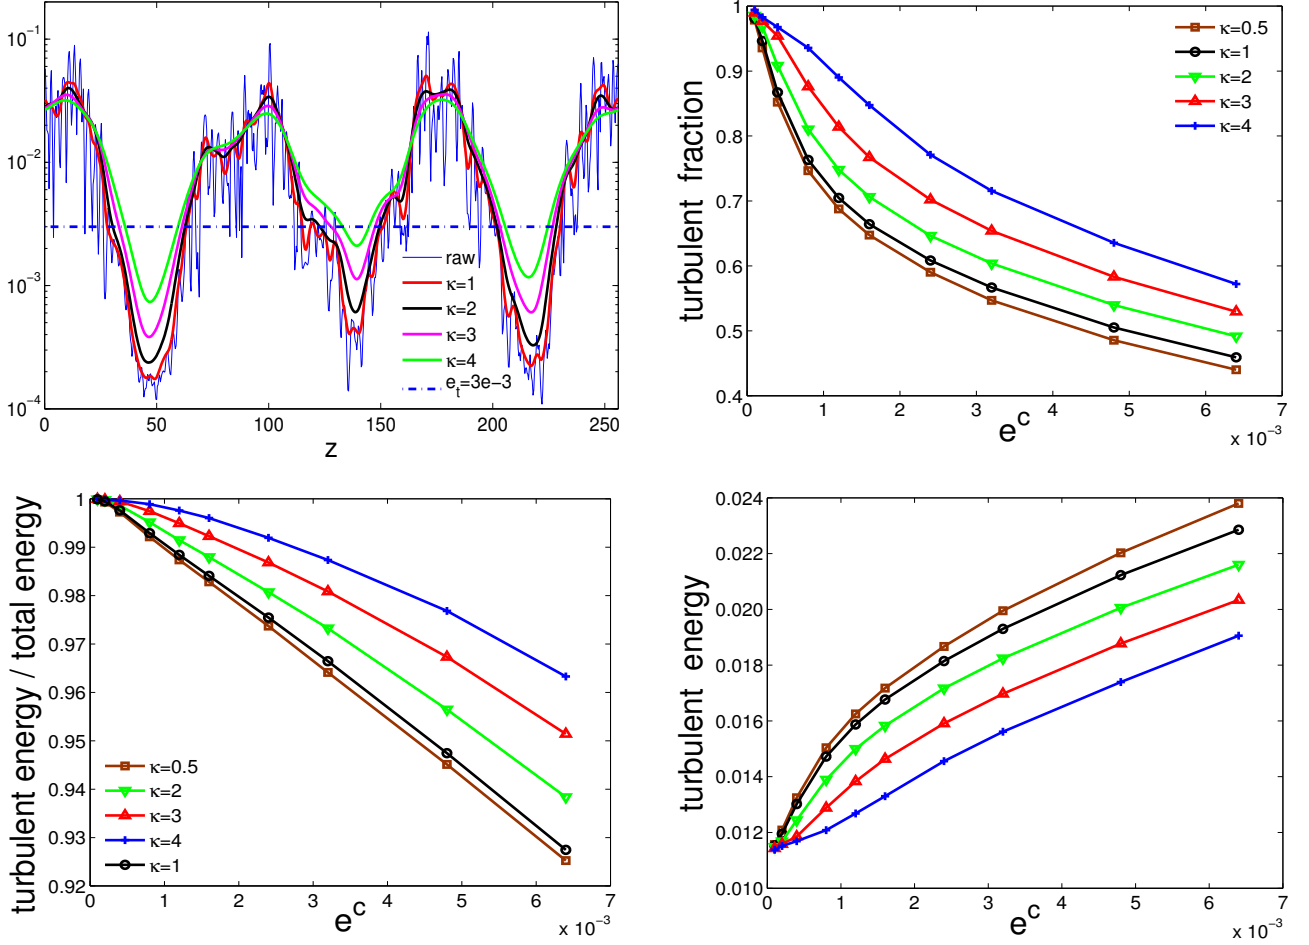 10⁻¹
10⁻²
10⁻³
10⁻⁴
raw
κ=1
κ=2
κ=3
κ=4
e_t=3e−3
0 50 100 150 200 250
z
turbulent fraction
1
0.9
0.8
0.7
0.6
0.5
0.4
κ=0.5
κ=1
κ=2
κ=3
κ=4
0 1 2 3 4 5 6 7
e^c
x 10⁻³
turbulent energy / total energy
1
0.99
0.98
0.97
0.96
0.95
0.94
0.93
0.92
κ=0.5
κ=2
κ=3
κ=4
κ=1
0 1 2 3 4 5 6 7
e^c
x 10⁻³
turbulent energy
0.024
0.022
0.020
0.018
0.016
0.014
0.012
0.010
κ=0.5
κ=1
κ=2
κ=3
κ=4
0 1 2 3 4 5 6 7
e^c
x 10⁻³